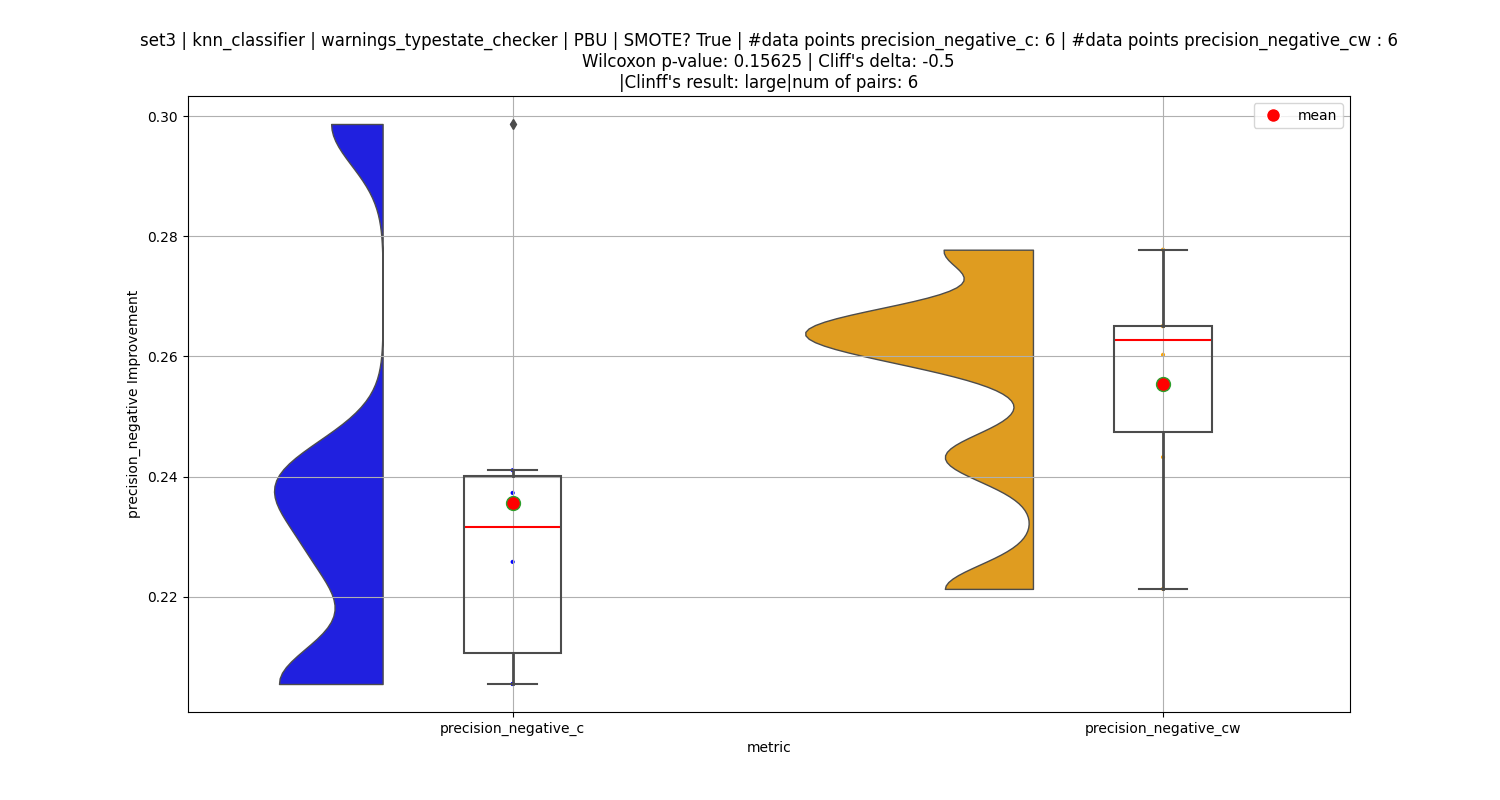 set3 | knn_classifier | warnings_typestate_checker | PBU | SMOTE? True | #data points precision_negative_c: 6 | #data points precision_negative_cw : 6
Wilcoxon p-value: 0.15625 | Cliff's delta: -0.5
|Clinff's result: large|num of pairs: 6
mean
0.30
0.28
0.26
0.24
0.22
precision_negative Improvement
precision_negative_c
precision_negative_cw
metric